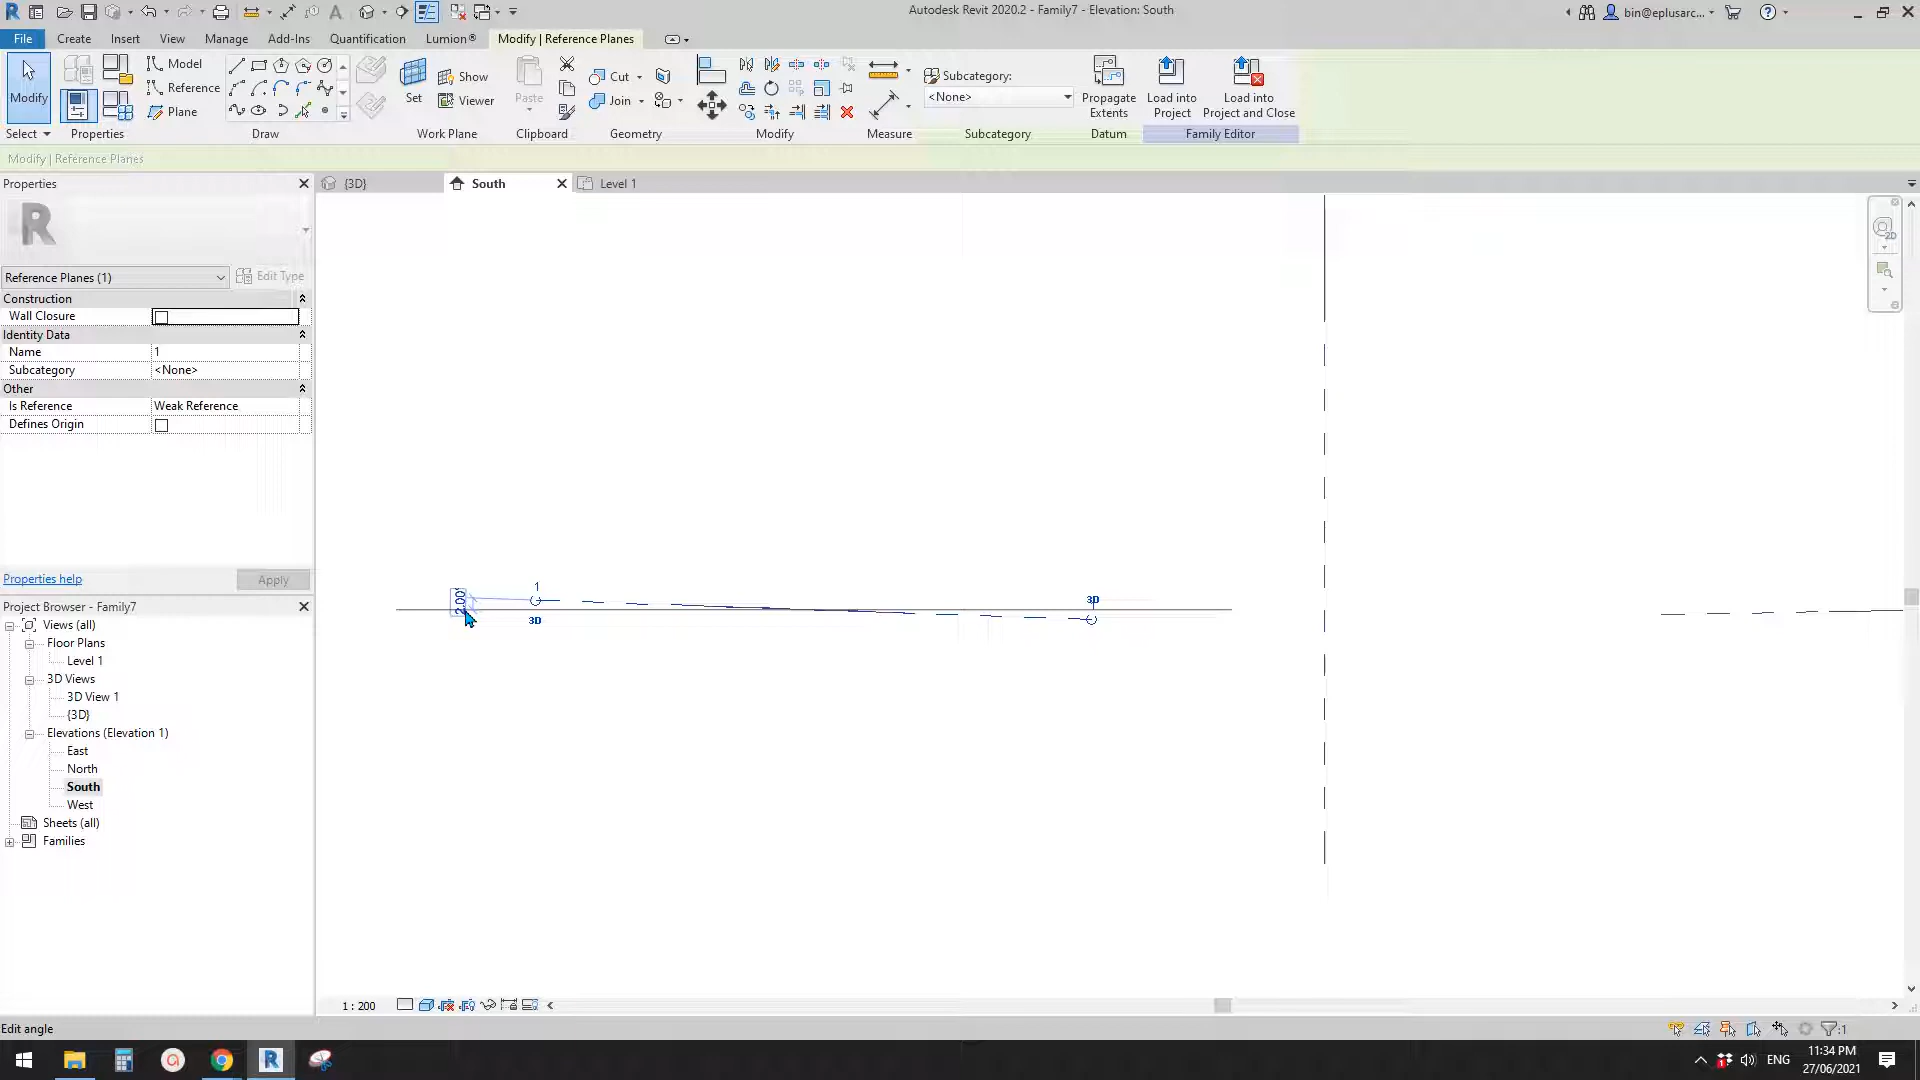 Autodesk Revit 2020.2 - Family7 - Elevation: South
bin@eplusarc...
File Create Insert View Manage Add-Ins Quantification Lumion® Modify | Reference Planes
Modify
Model
Reference
Plane
Set
Show
Viewer
Paste
Cut
Join
Subcategory:
<None>
Propagate Extents
Load into Project
Load into Project and Close
Select Properties Draw Work Plane Clipboard Geometry Modify Measure Subcategory Datum Family Editor
Modify | Reference Planes
Properties
{3D} South Level 1
R
Reference Planes (1) Edit Type
Construction
Wall Closure
Identity Data
Name 1
Subcategory <None>
Other
Is Reference Weak Reference
Defines Origin
Properties help Apply
Project Browser - Family7
Views (all)
Floor Plans
Level 1
3D Views
3D View 1
{3D}
Elevations (Elevation 1)
East
North
South
West
Sheets (all)
Families
1
2.00°
3D
3D
2D
1 : 200
Edit angle
:1
ENG
11:34 PM
27/06/2021